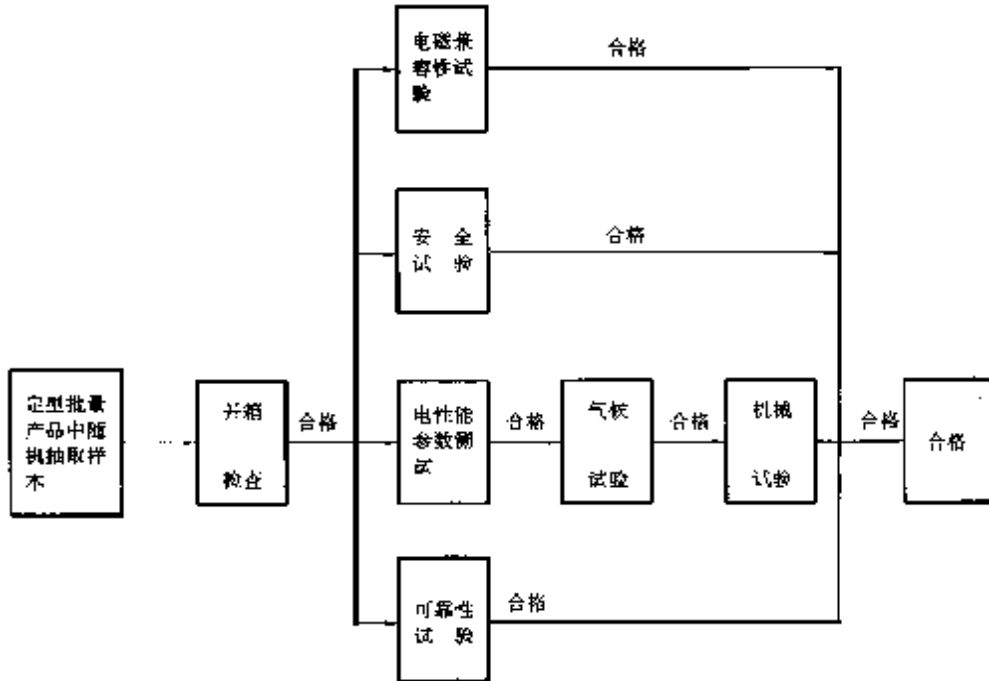 电磁兼
容性试
验
合格
安全
试验
合格
定型批量
产品中随
机抽取样
本
开箱
检查
合格
电性能
参数测
试
合格
气候
试验
合格
机械
试验
合格
合格
可靠性
试验
合格